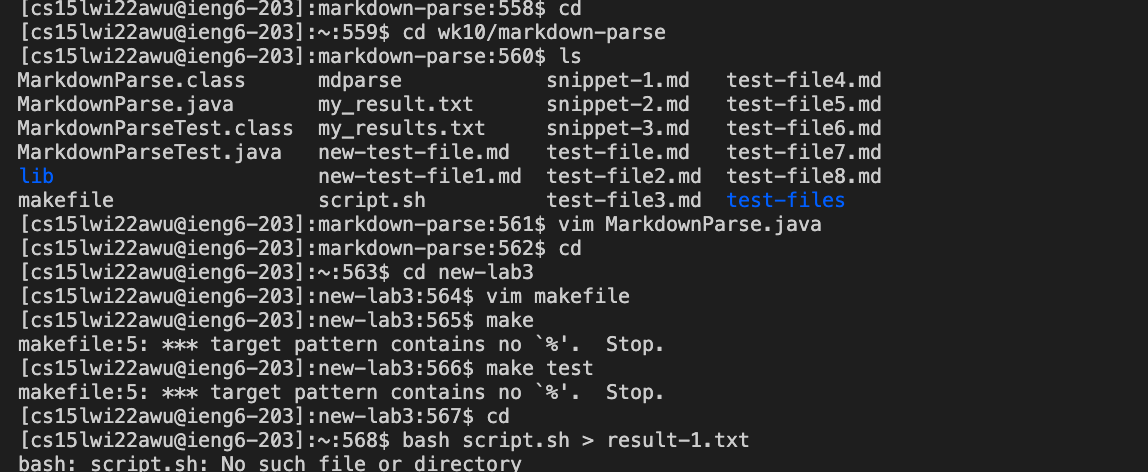 [cs15lwi22awu@ieng6-203]:markdown-parse:558$ cd
[cs15lwi22awu@ieng6-203]:~:559$ cd wk10/markdown-parse
[cs15lwi22awu@ieng6-203]:markdown-parse:560$ ls
MarkdownParse.class      mdparse           snippet-1.md   test-file4.md
MarkdownParse.java       my_result.txt     snippet-2.md   test-file5.md
MarkdownParseTest.class  my_results.txt    snippet-3.md   test-file6.md
MarkdownParseTest.java   new-test-file.md  test-file.md   test-file7.md
lib                      new-test-file1.md test-file2.md  test-file8.md
makefile                 script.sh         test-file3.md  test-files
[cs15lwi22awu@ieng6-203]:markdown-parse:561$ vim MarkdownParse.java
[cs15lwi22awu@ieng6-203]:markdown-parse:562$ cd
[cs15lwi22awu@ieng6-203]:~:563$ cd new-lab3
[cs15lwi22awu@ieng6-203]:new-lab3:564$ vim makefile
[cs15lwi22awu@ieng6-203]:new-lab3:565$ make
makefile:5: *** target pattern contains no `%'.  Stop.
[cs15lwi22awu@ieng6-203]:new-lab3:566$ make test
makefile:5: *** target pattern contains no `%'.  Stop.
[cs15lwi22awu@ieng6-203]:new-lab3:567$ cd
[cs15lwi22awu@ieng6-203]:~:568$ bash script.sh > result-1.txt
bash: script.sh: No such file or directory